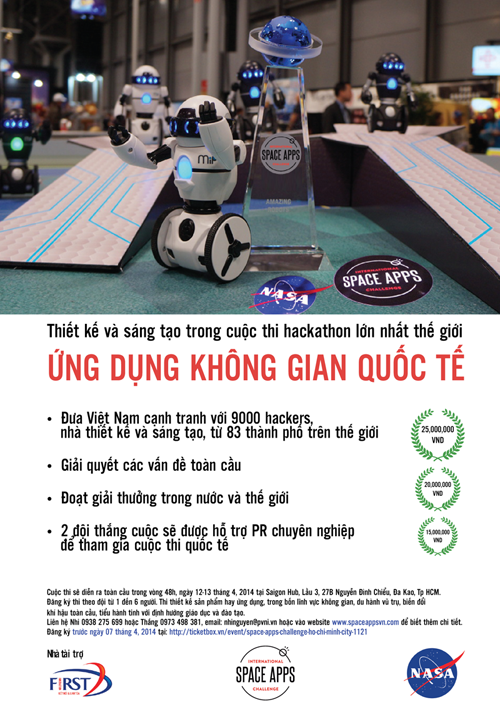 MiP
INTERNATIONAL
SPACE APPS
CHALLENGE
AMAZING
NASA
INTERNATIONAL
SPACE APPS
CHALLENGE
Thiết kế và sáng tạo trong cuộc thi hackathon lớn nhất thế giới
ỨNG DỤNG KHÔNG GIAN QUỐC TẾ
• Đưa Việt Nam cạnh tranh với 9000 hackers,
nhà thiết kế và sáng tạo, từ 83 thành phố trên thế giới
25,000,000
VND
• Giải quyết các vấn đề toàn cầu
20,000,000
VND
• Đoạt giải thưởng trong nước và thế giới
• 2 đội thắng cuộc sẽ được hỗ trợ PR chuyên nghiệp
để tham gia cuộc thi quốc tế
15,000,000
VND
Cuộc thi sẽ diễn ra toàn cầu trong vòng 48h, ngày 12-13 tháng 4, 2014 tại Saigon Hub, Lầu 3, 27B Nguyễn Đình Chiểu, Đa Kao, Tp HCM.
Đăng ký thi theo đội từ 1 đến 6 người. Thi thiết kế sản phẩm hay ứng dụng, trong bốn lĩnh vực không gian, du hành vũ trụ, biến đổi
khí hậu toàn cầu, tiểu hành tinh với định hướng giáo dục và đào tạo.
Liên hệ Nhi 0938 275 699 hoặc Thắng 0973 498 381, email: nhinguyen@pvni.vn hoặc vào website www.spaceappsvn.com để biết thêm chi tiết.
Đăng ký trước ngày 07 tháng 4, 2014 tại: http://ticketbox.vn/event/space-apps-challenge-ho-chi-minh-city-1121
Nhà tài trợ
FIRST
INTERNATIONAL
SPACE APPS
CHALLENGE
NASA